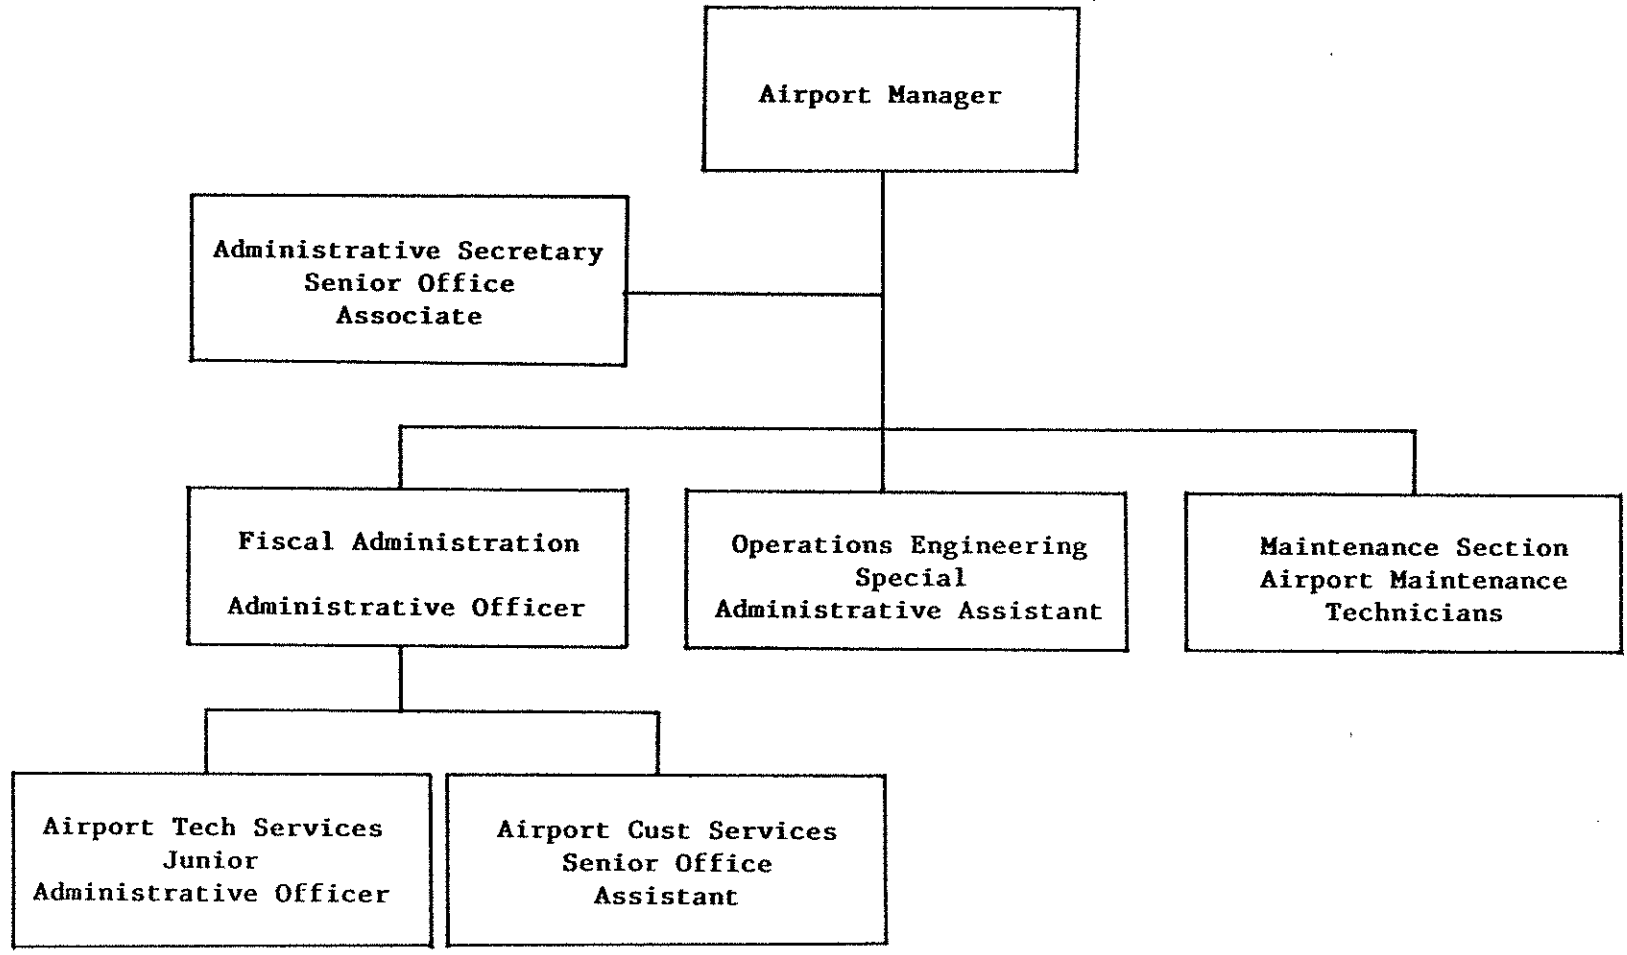 Airport Manager
Administrative Secretary
Senior Office
Associate
Fiscal Administration
Administrative Officer
Operations Engineering
Special
Administrative Assistant
Maintenance Section
Airport Maintenance
Technicians
Airport Tech Services
Junior
Administrative Officer
Airport Cust Services
Senior Office
Assistant